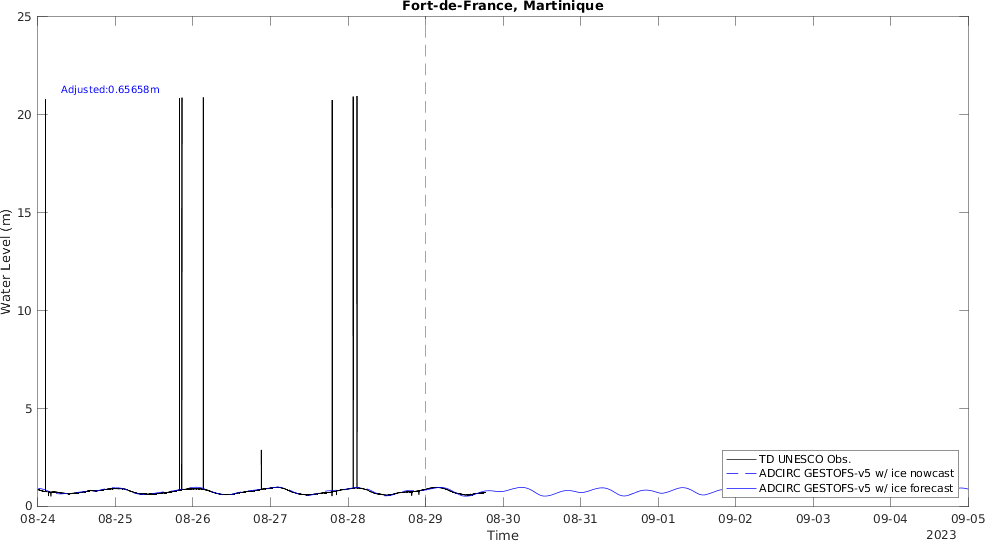 Fort-de-France, Martinique
25
Adjusted:0.65658m
20
15
10
5
0
Water Level (m)
TD UNESCO Obs.
ADCIRC GESTOFS-v5 w/ ice nowcast
ADCIRC GESTOFS-v5 w/ ice forecast
08-24 08-25 08-26 08-27 08-28 08-29 08-30 08-31 09-01 09-02 09-03 09-04 09-05
Time
2023